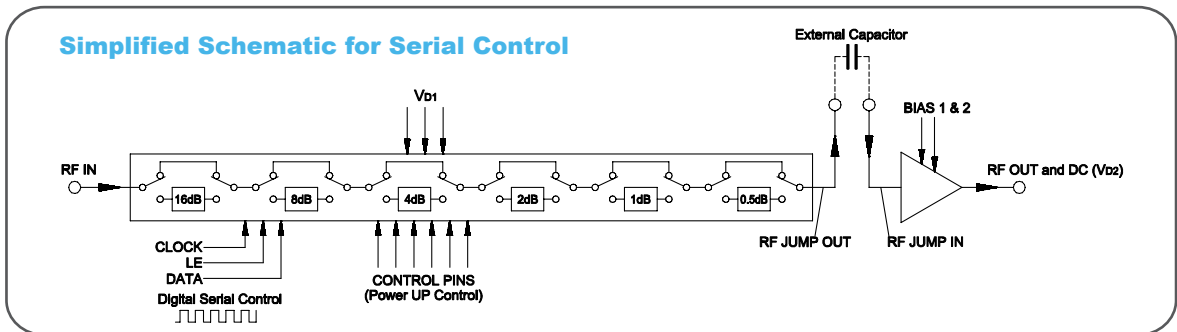 Simplified Schematic for Serial Control
External Capacitor
VD1
BIAS 1 & 2
RF IN
RF OUT and DC (VD2)
16dB
8dB
4dB
2dB
1dB
0.5dB
RF JUMP OUT
RF JUMP IN
CLOCK
LE
DATA
CONTROL PINS
(Power UP Control)
Digital Serial Control